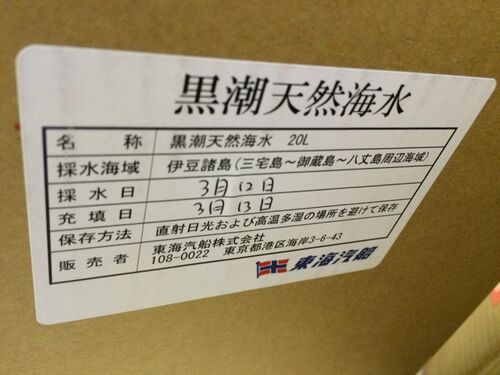 黒潮天然海水
名称 黒潮天然海水 20L
採水海域 伊豆諸島(三宅島~御蔵島~八丈島周辺海域)
採水日 3月12日
充填日 3月13日
保存方法 直射日光および高温多湿の場所を避けて保存
販売者 東海汽船株式会社
108-0022 東京都港区海岸3-6-43
東海汽船